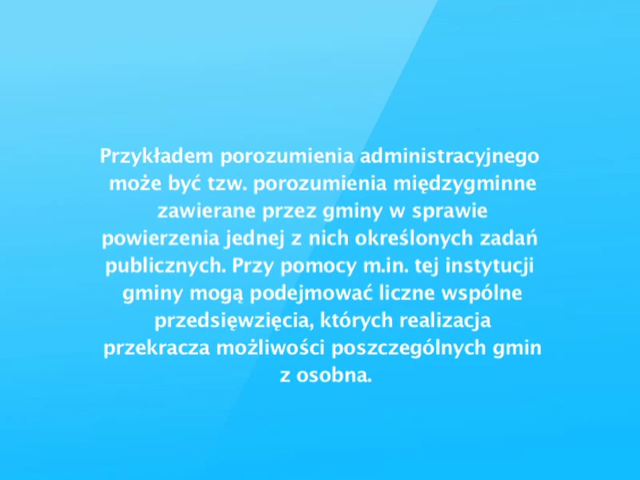 Przykładem porozumienia administracyjnego
może być tzw. porozumienia międzygminne
zawierane przez gminy w sprawie
powierzenia jednej z nich określonych zadań
publicznych. Przy pomocy m.in. tej instytucji
gminy mogą podejmować liczne wspólne
przedsięwzięcia, których realizacja
przekracza możliwości poszczególnych gmin
z osobna.